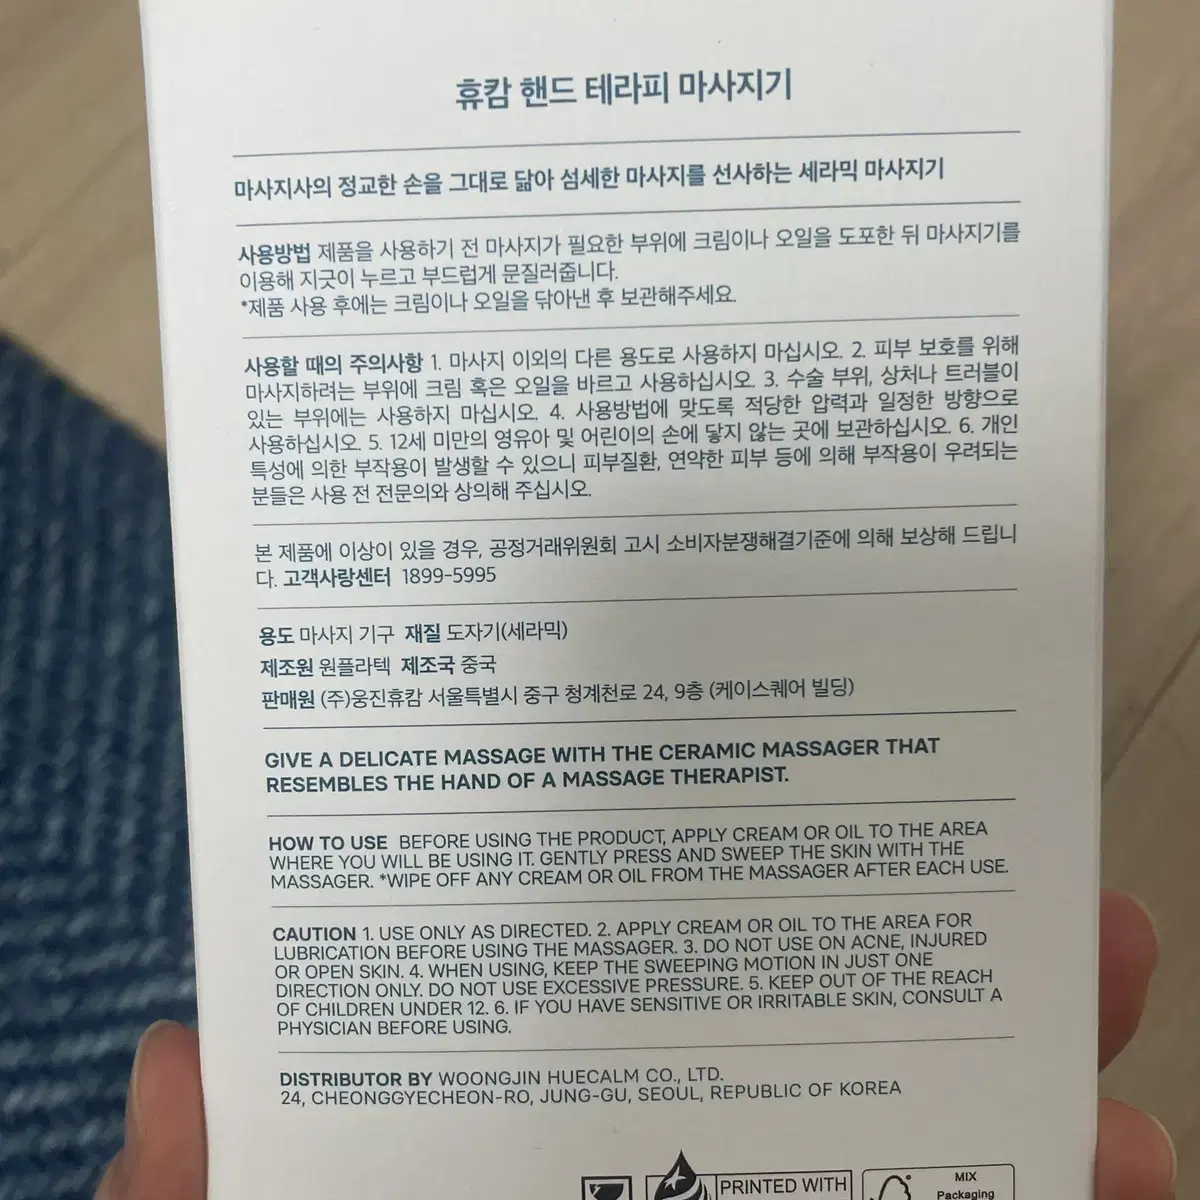 휴캄 핸드 테라피 마사지기
마사지사의 정교한 손을 그대로 닮아 섬세한 마사지를 선사하는 세라믹 마사지기
사용방법 제품을 사용하기 전 마사지가 필요한 부위에 크림이나 오일을 도포한 뒤 마사지기를
이용해 지긋이 누르고 부드럽게 문질러줍니다.
*제품 사용 후에는 크림이나 오일을 닦아낸 후 보관해주세요.
사용할 때의 주의사항 1. 마사지 이외의 다른 용도로 사용하지 마십시오. 2. 피부 보호를 위해
마사지하려는 부위에 크림 혹은 오일을 바르고 사용하십시오. 3. 수술 부위, 상처나 트러블이
있는 부위에는 사용하지 마십시오. 4. 사용방법에 맞도록 적당한 압력과 일정한 방향으로
사용하십시오. 5. 12세 미만의 영유아 및 어린이의 손에 닿지 않는 곳에 보관하십시오. 6. 개인
특성에 의한 부작용이 발생할 수 있으니 피부질환, 연약한 피부 등에 의해 부작용이 우려되는
분들은 사용 전 전문의와 상의해 주십시오.
본 제품에 이상이 있을 경우, 공정거래위원회 고시 소비자분쟁해결기준에 의해 보상해 드립니
다. 고객사랑센터 1899-5995
용도 마사지 기구 재질 도자기(세라믹)
제조원 원플라텍 제조국 중국
판매원 (주)웅진휴캄 서울특별시 중구 청계천로 24, 9층 (케이스퀘어 빌딩)
GIVE A DELICATE MASSAGE WITH THE CERAMIC MASSAGER THAT
RESEMBLES THE HAND OF A MASSAGE THERAPIST.
HOW TO USE BEFORE USING THE PRODUCT, APPLY CREAM OR OIL TO THE AREA
WHERE YOU WILL BE USING IT. GENTLY PRESS AND SWEEP THE SKIN WITH THE
MASSAGER. *WIPE OFF ANY CREAM OR OIL FROM THE MASSAGER AFTER EACH USE.
CAUTION 1. USE ONLY AS DIRECTED. 2. APPLY CREAM OR OIL TO THE AREA FOR
LUBRICATION BEFORE USING THE MASSAGER. 3. DO NOT USE ON ACNE, INJURED
OR OPEN SKIN. 4. WHEN USING, KEEP THE SWEEPING MOTION IN JUST ONE
DIRECTION ONLY. DO NOT USE EXCESSIVE PRESSURE. 5. KEEP OUT OF THE REACH
OF CHILDREN UNDER 12. 6. IF YOU HAVE SENSITIVE OR IRRITABLE SKIN, CONSULT A
PHYSICIAN BEFORE USING.
DISTRIBUTOR BY WOONGJIN HUECALM CO., LTD.
24, CHEONGGYECHEON-RO, JUNG-GU, SEOUL, REPUBLIC OF KOREA
PRINTED WITH
MIX
Packaging